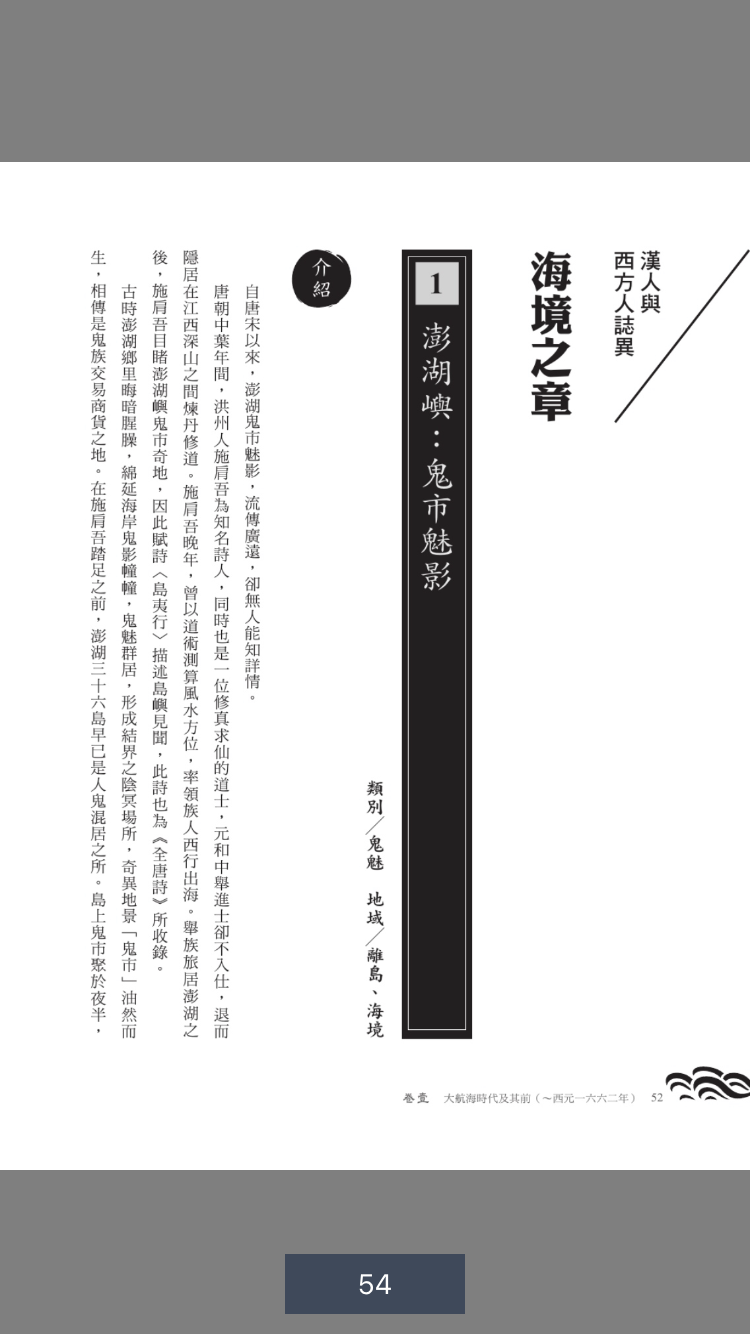 漢人與
西方人誌異
海境之章
1 澎湖嶼：鬼市魅影
類別／鬼魅　地域／離島、海境
介紹
自唐宋以來，澎湖鬼市魅影，流傳廣遠，卻無人能知詳情。
唐朝中葉年間，洪州人施肩吾為知名詩人，同時也是一位修真求仙的道士，元和中舉進士卻不入仕，退而
隱居在江西深山之間煉丹修道。施肩吾晚年，曾以道術測算風水方位，率領族人西行出海。舉族旅居澎湖之
後，施肩吾目睹澎湖嶼鬼市奇地，因此賦詩〈島夷行〉描述島嶼見聞，此詩也為《全唐詩》所收錄。
古時澎湖鄉里晦暗腥臊，綿延海岸鬼影幢幢，鬼魅群居，形成結界之陰冥場所，奇異地景「鬼市」油然而
生，相傳是鬼族交易商貨之地。在施肩吾踏足之前，澎湖三十六島早已是人鬼混居之所。島上鬼市聚於夜半，
卷壹　大航海時代及其前（～西元一六六二年）　52
54